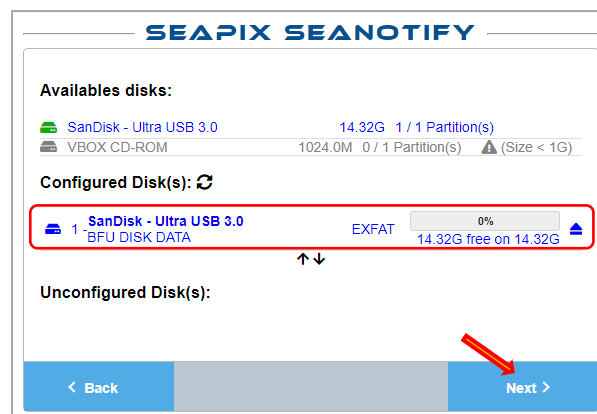 SEAPIX SEANOTIFY
Availables disks:
SanDisk - Ultra USB 3.0 14.32G 1 / 1 Partition(s)
VBOX CD-ROM 1024.0M 0 / 1 Partition(s) (Size < 1G)
Configured Disk(s):
1 - SanDisk - Ultra USB 3.0 EXFAT 0%
BFU DISK DATA 14.32G free on 14.32G
Unconfigured Disk(s):
Back Next